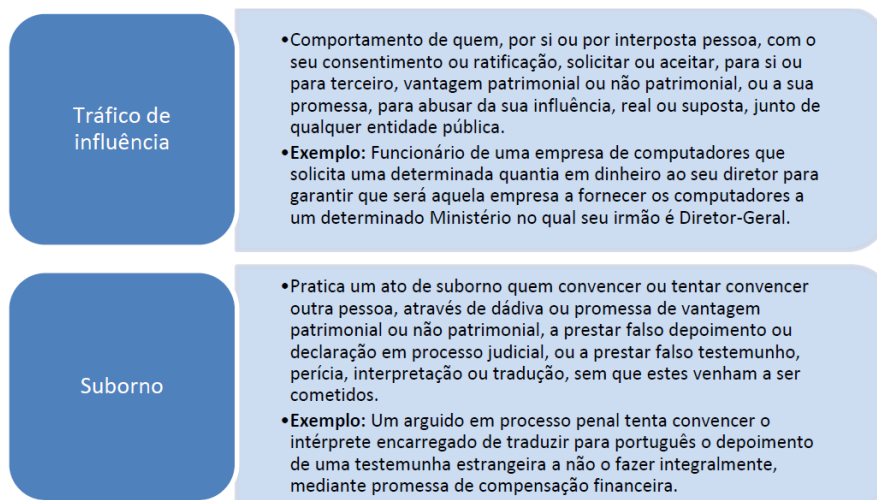 Tráfico de
influência
•Comportamento de quem, por si ou por interposta pessoa, com o
seu consentimento ou ratificação, solicitar ou aceitar, para si ou
para terceiro, vantagem patrimonial ou não patrimonial, ou a sua
promessa, para abusar da sua influência, real ou suposta, junto de
qualquer entidade pública.
•Exemplo: Funcionário de uma empresa de computadores que
solicita uma determinada quantia em dinheiro ao seu diretor para
garantir que será aquela empresa a fornecer os computadores a
um determinado Ministério no qual seu irmão é Diretor-Geral.
Suborno
•Pratica um ato de suborno quem convencer ou tentar convencer
outra pessoa, através de dádiva ou promessa de vantagem
patrimonial ou não patrimonial, a prestar falso depoimento ou
declaração em processo judicial, ou a prestar falso testemunho,
perícia, interpretação ou tradução, sem que estes venham a ser
cometidos.
•Exemplo: Um arguido em processo penal tenta convencer o
intérprete encarregado de traduzir para português o depoimento
de uma testemunha estrangeira a não o fazer integralmente,
mediante promessa de compensação financeira.